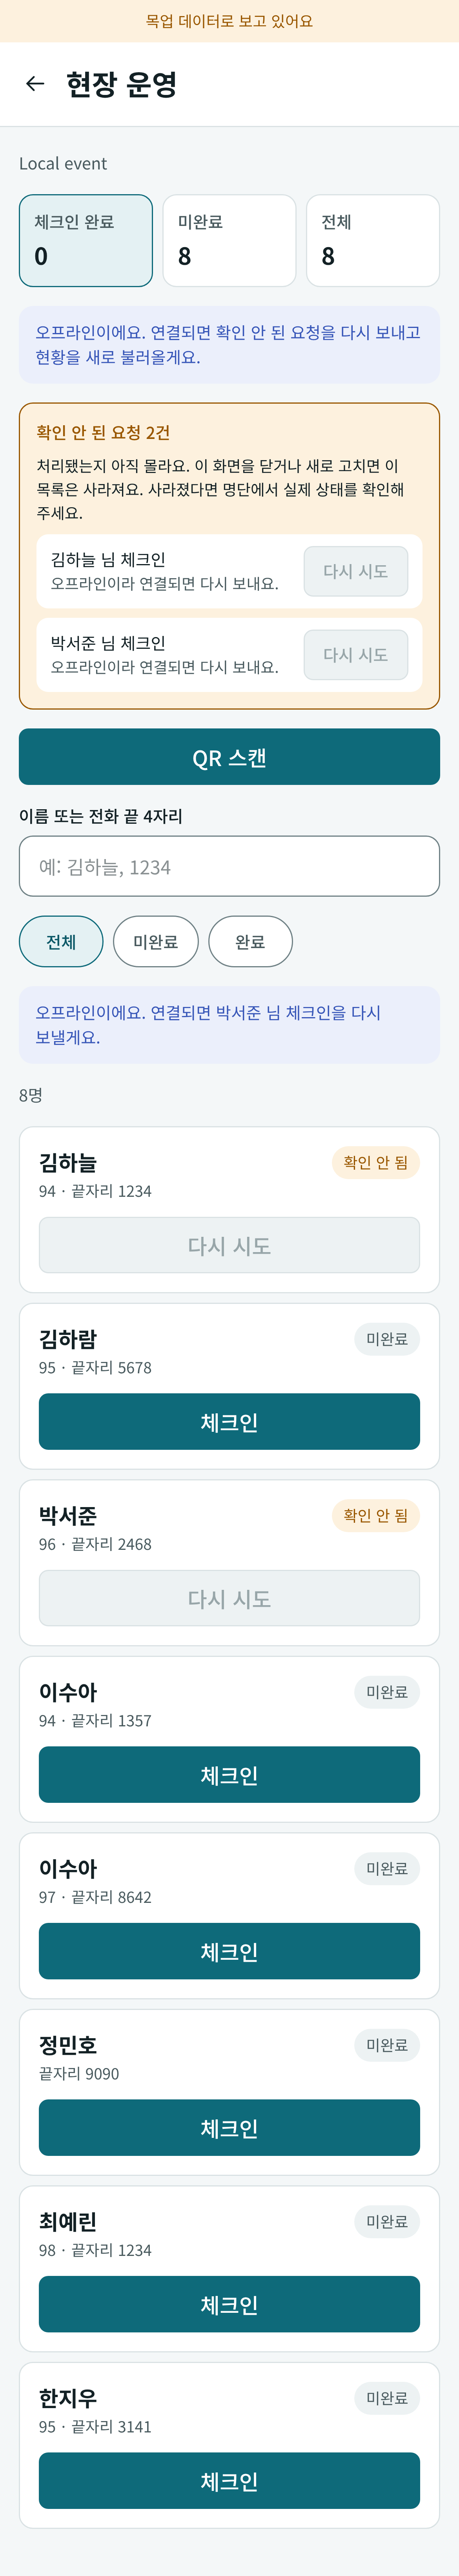 목업 데이터로 보고 있어요
현장 운영
Local event
체크인 완료
0
미완료
8
전체
8
오프라인이에요. 연결되면 확인 안 된 요청을 다시 보내고
현황을 새로 불러올게요.
확인 안 된 요청 2건
처리됐는지 아직 몰라요. 이 화면을 닫거나 새로 고치면 이
목록은 사라져요. 사라졌다면 명단에서 실제 상태를 확인해
주세요.
김하늘 님 체크인
오프라인이라 연결되면 다시 보내요.
다시 시도
박서준 님 체크인
오프라인이라 연결되면 다시 보내요.
다시 시도
QR 스캔
이름 또는 전화 끝 4자리
예: 김하늘, 1234
전체
미완료
완료
오프라인이에요. 연결되면 박서준 님 체크인을 다시
보낼게요.
8명
김하늘
확인 안 됨
94 · 끝자리 1234
다시 시도
김하람
미완료
95 · 끝자리 5678
체크인
박서준
확인 안 됨
96 · 끝자리 2468
다시 시도
이수아
미완료
94 · 끝자리 1357
체크인
이수아
미완료
97 · 끝자리 8642
체크인
정민호
미완료
끝자리 9090
체크인
최예린
미완료
98 · 끝자리 1234
체크인
한지우
미완료
95 · 끝자리 3141
체크인